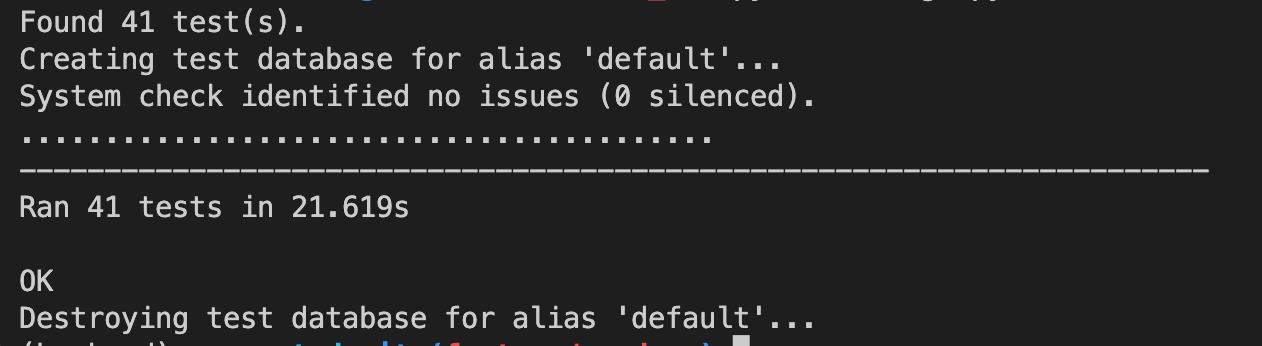 Found 41 test(s).
Creating test database for alias 'default'...
System check identified no issues (0 silenced).
.........................................
----------------------------------------------------------------------
Ran 41 tests in 21.619s
OK
Destroying test database for alias 'default'...